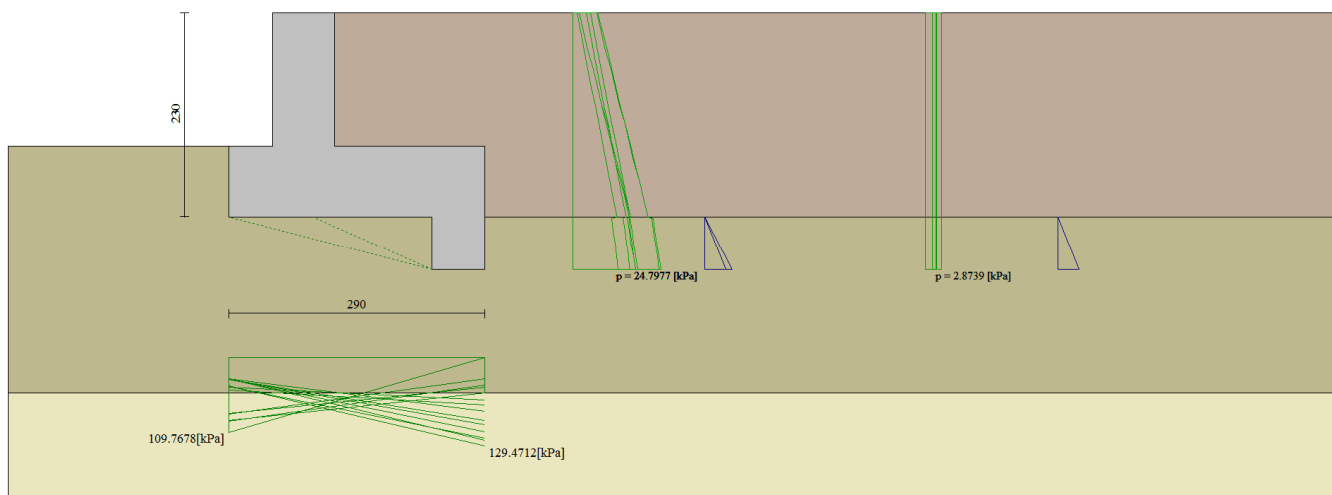 230
p = 24.7977 [kPa]
p = 2.8739 [kPa]
290
109.7678[kPa]
129.4712[kPa]